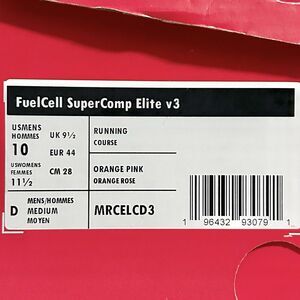 FuelCell SuperComp Elite v3
USMENS
HOMMES
10
USWOMENS
FEMMES
11½
UK 9½
EUR 44
CM 28
RUNNING
COURSE
ORANGE PINK
ORANGE ROSE
D
MENS/HOMMES
MEDIUM
MOYEN
MRCELCD3
1 96432 93079 1